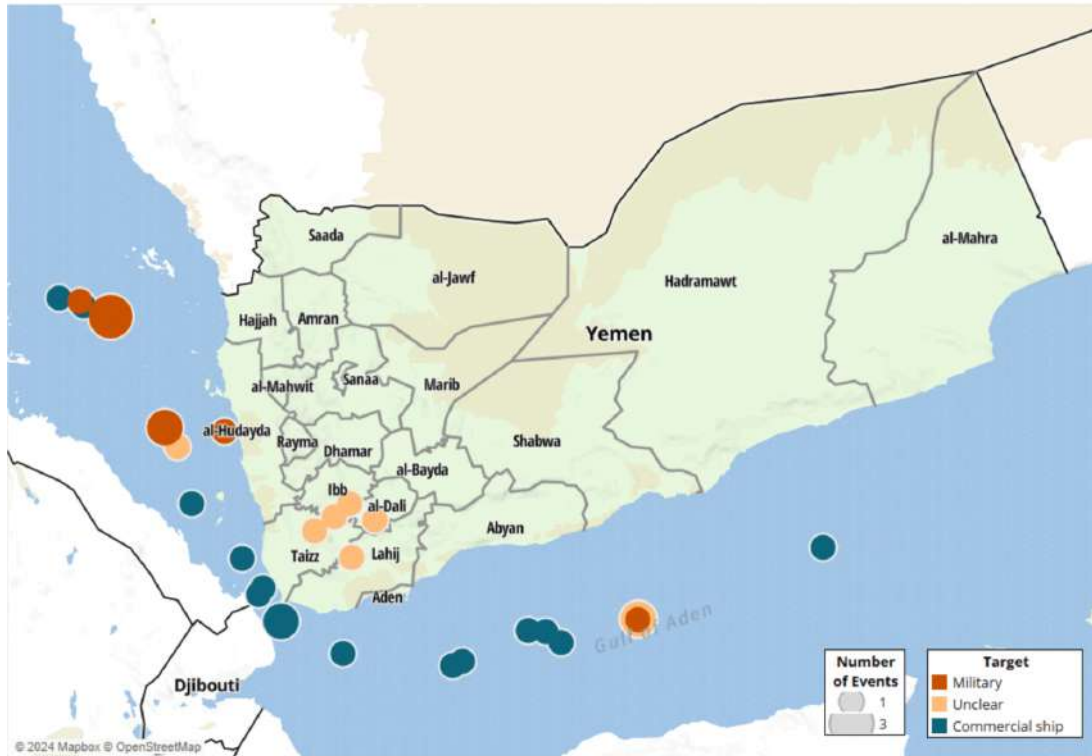 Saada
al-Jawf
al-Mahra
Hadramawt
Hajjah
Amran
Yemen
al-Mahwit
Sanaa
Marib
al-Hudayda
Rayma
Dhamar
Shabwa
al-Bayda
Ibb
al-Dali
Abyan
Taizz
Lahij
Aden
Gulf of Aden
Djibouti
Number
of Events
1
3
Target
Military
Unclear
Commercial ship
© 2024 Mapbox © OpenStreetMap